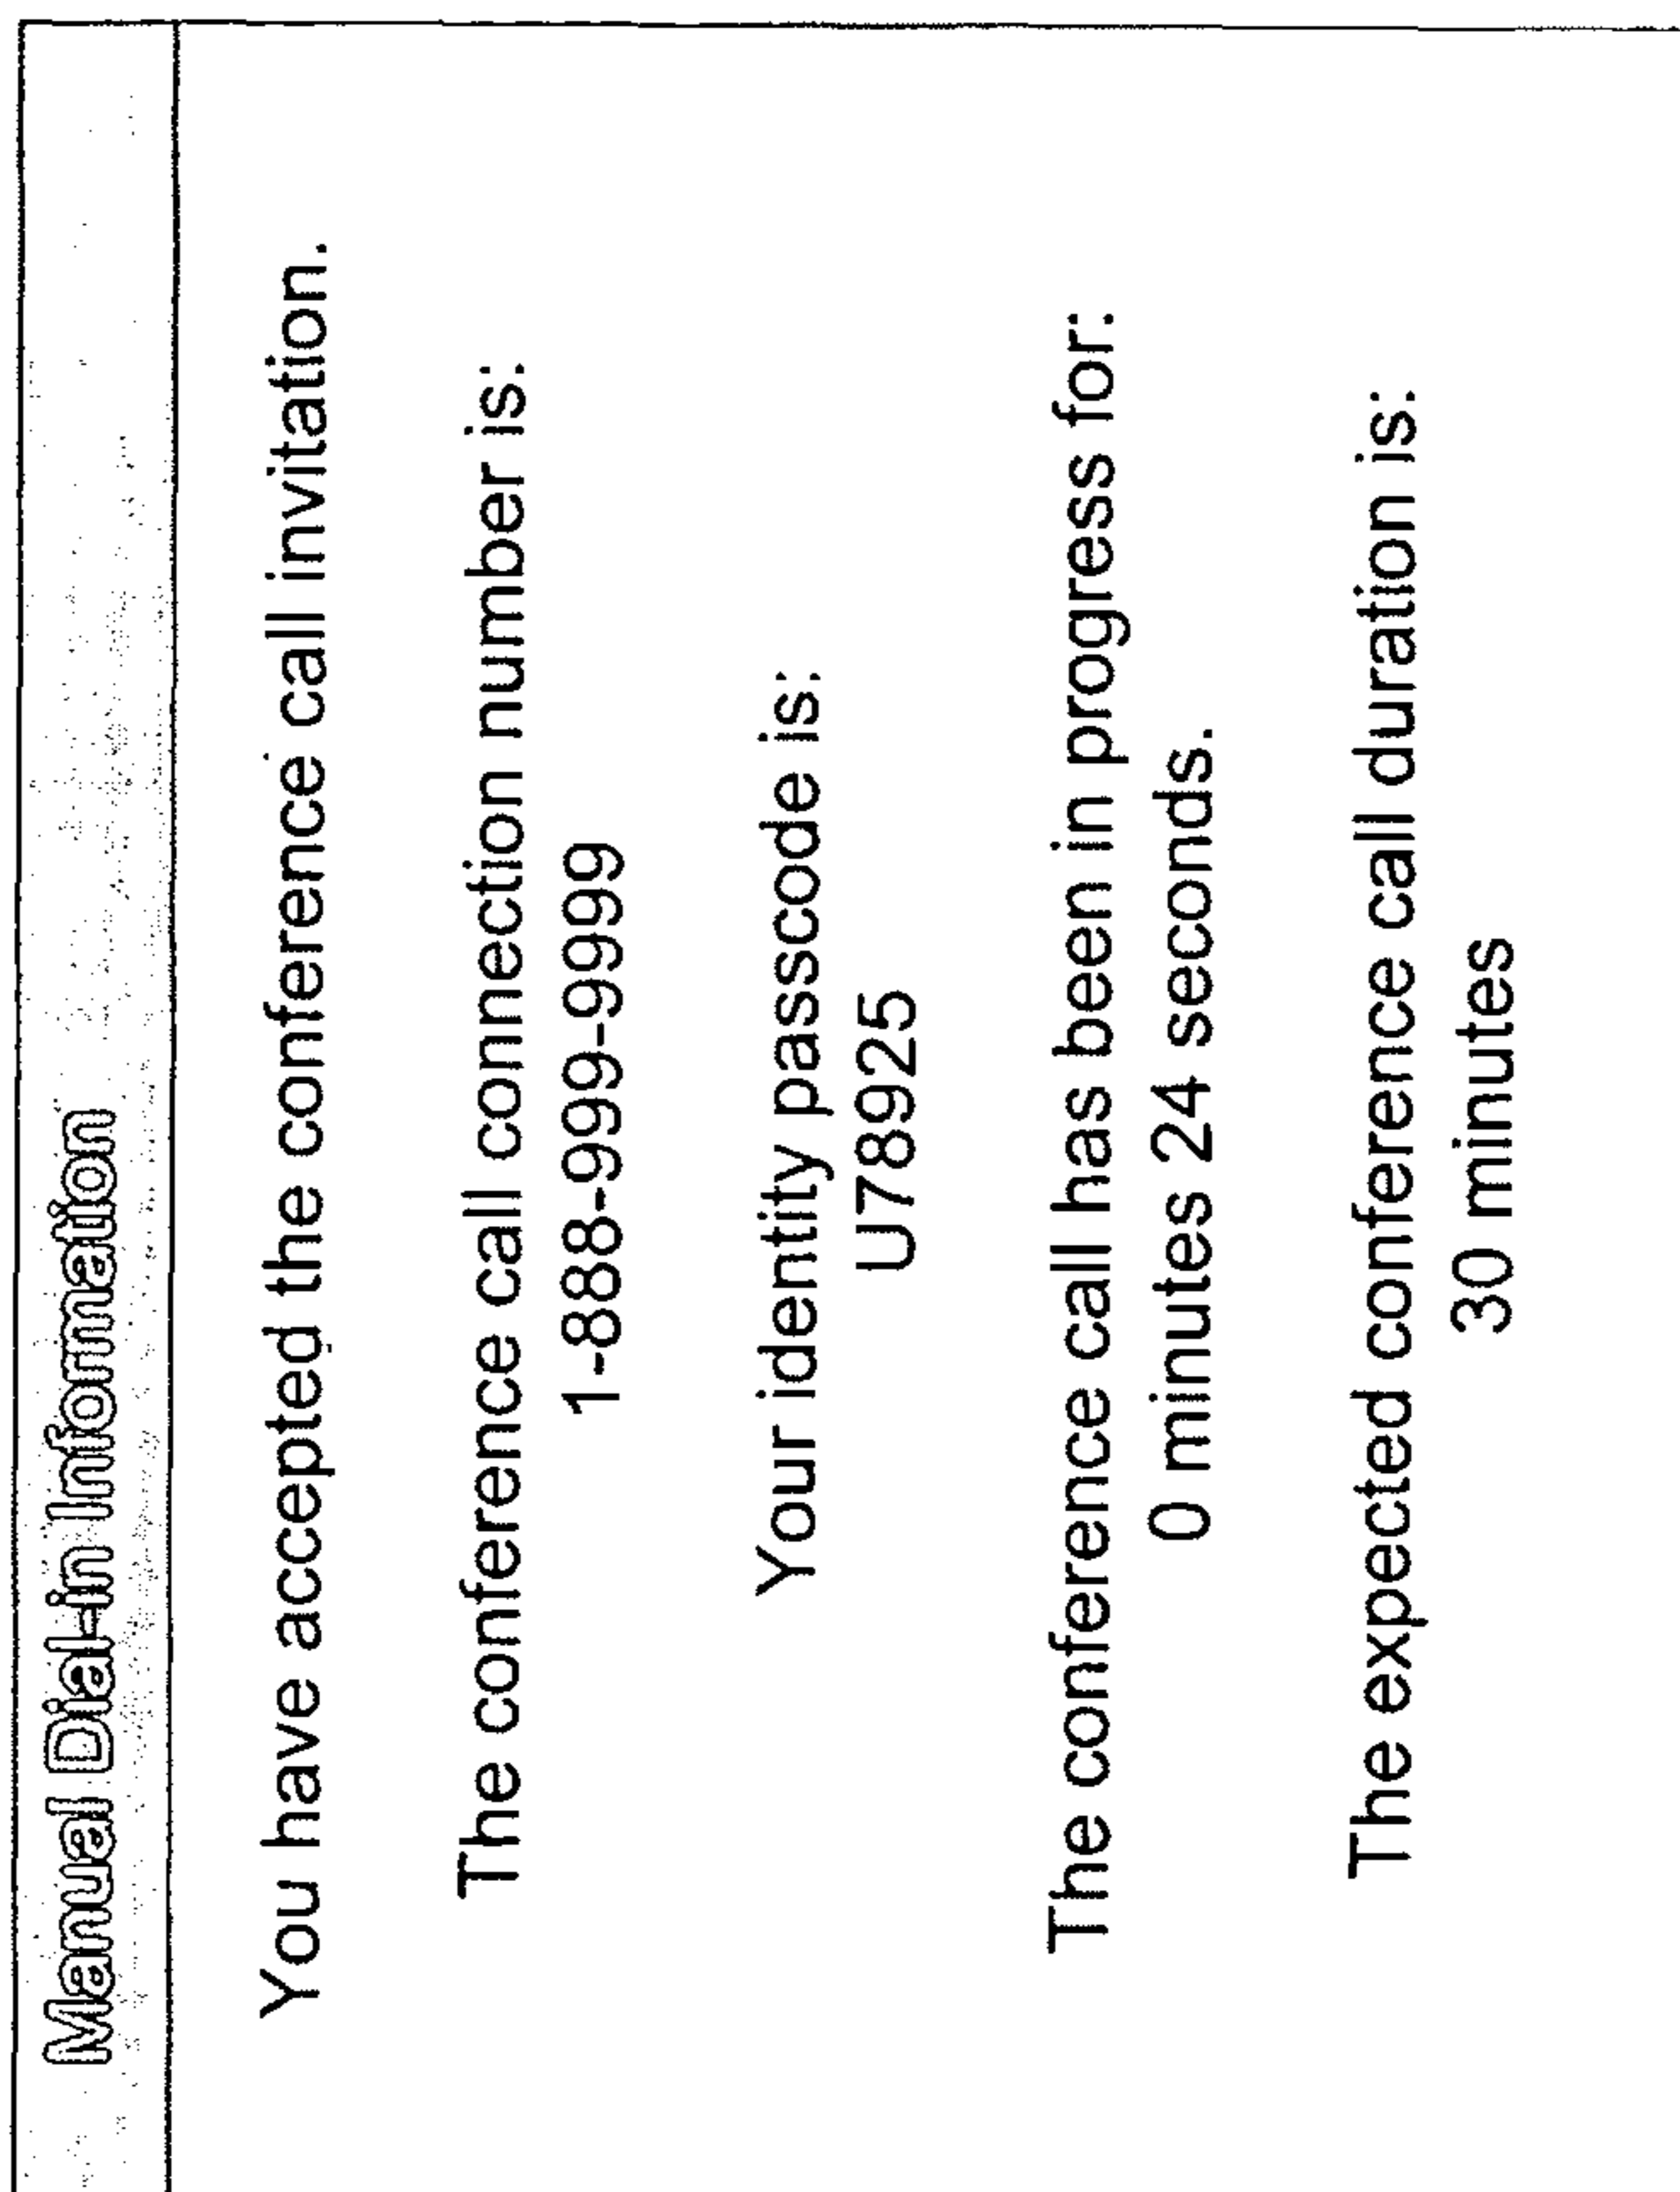 Manual Dial-in Information
You have accepted the conference call invitation.
The conference call connection number is:
1-888-999-9999
Your identity passcode is:
U78925
The conference call has been in progress for:
0 minutes 24 seconds.
The expected conference call duration is:
30 minutes